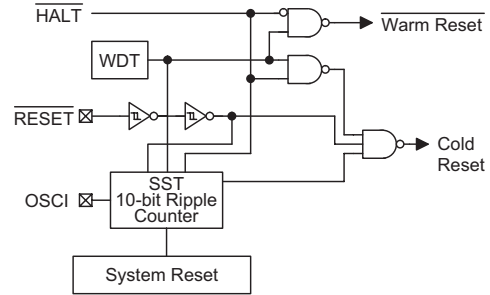 HALT
Warm Reset
WDT
RESET
Cold
Reset
SST
OSCI
10-bit Ripple
Counter
System Reset